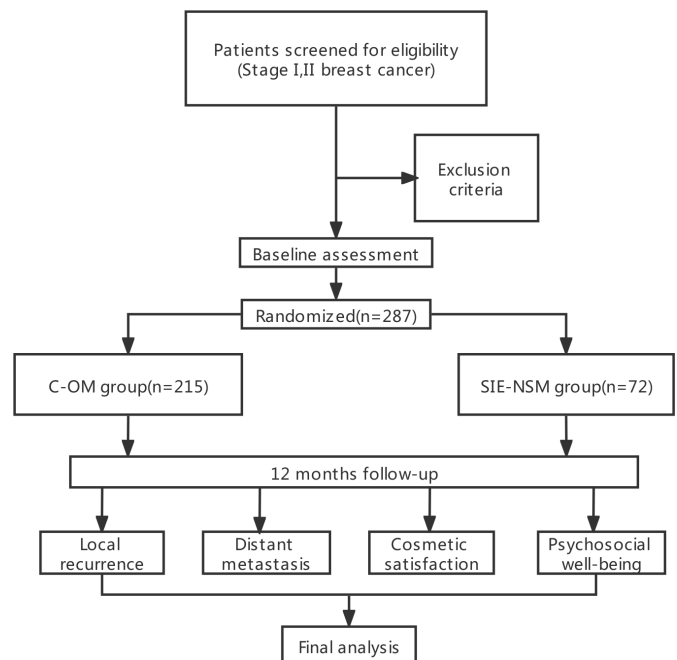 Patients screened for eligibility
(Stage I,II breast cancer)
Exclusion
criteria
Baseline assessment
Randomized(n=287)
C-OM group(n=215)
SIE-NSM group(n=72)
12 months follow-up
Local
recurrence
Distant
metastasis
Cosmetic
satisfaction
Psychosocial
well-being
Final analysis